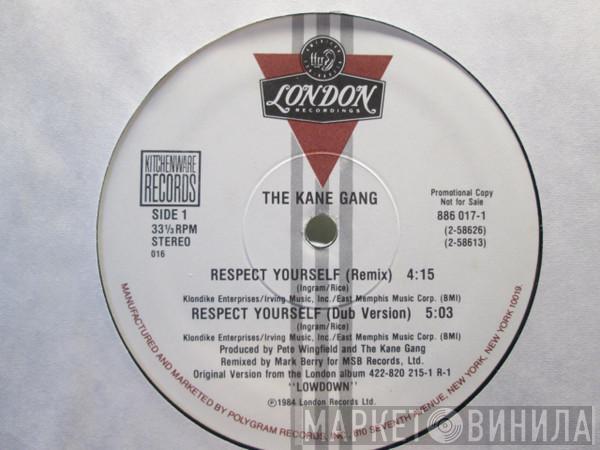 ffrr
LONDON
RECORDINGS
KITCHENWARE
RECORDS
SIDE 1
33⅓ RPM
STEREO
016
THE KANE GANG
Promotional Copy
Not for Sale
886 017-1
(2-58626)
(2-58613)
RESPECT YOURSELF (Remix) 4:15
(Ingram/Rice)
Klondike Enterprises/Irving Music, Inc./East Memphis Music Corp. (BMI)
RESPECT YOURSELF (Dub Version) 5:03
(Ingram/Rice)
Klondike Enterprises/Irving Music, Inc./East Memphis Music Corp. (BMI)
Produced by Pete Wingfield and The Kane Gang
Remixed by Mark Berry for MSB Records, Ltd.
Original Version from the London album 422-820 215-1 R-1
"LOWDOWN"
℗1984 London Records Ltd.
MANUFACTURED AND MARKETED BY POLYGRAM RECORDS, INC., 810 SEVENTH AVENUE, NEW YORK, NEW YORK 10019.
МАРКЕТ ВИНИЛА